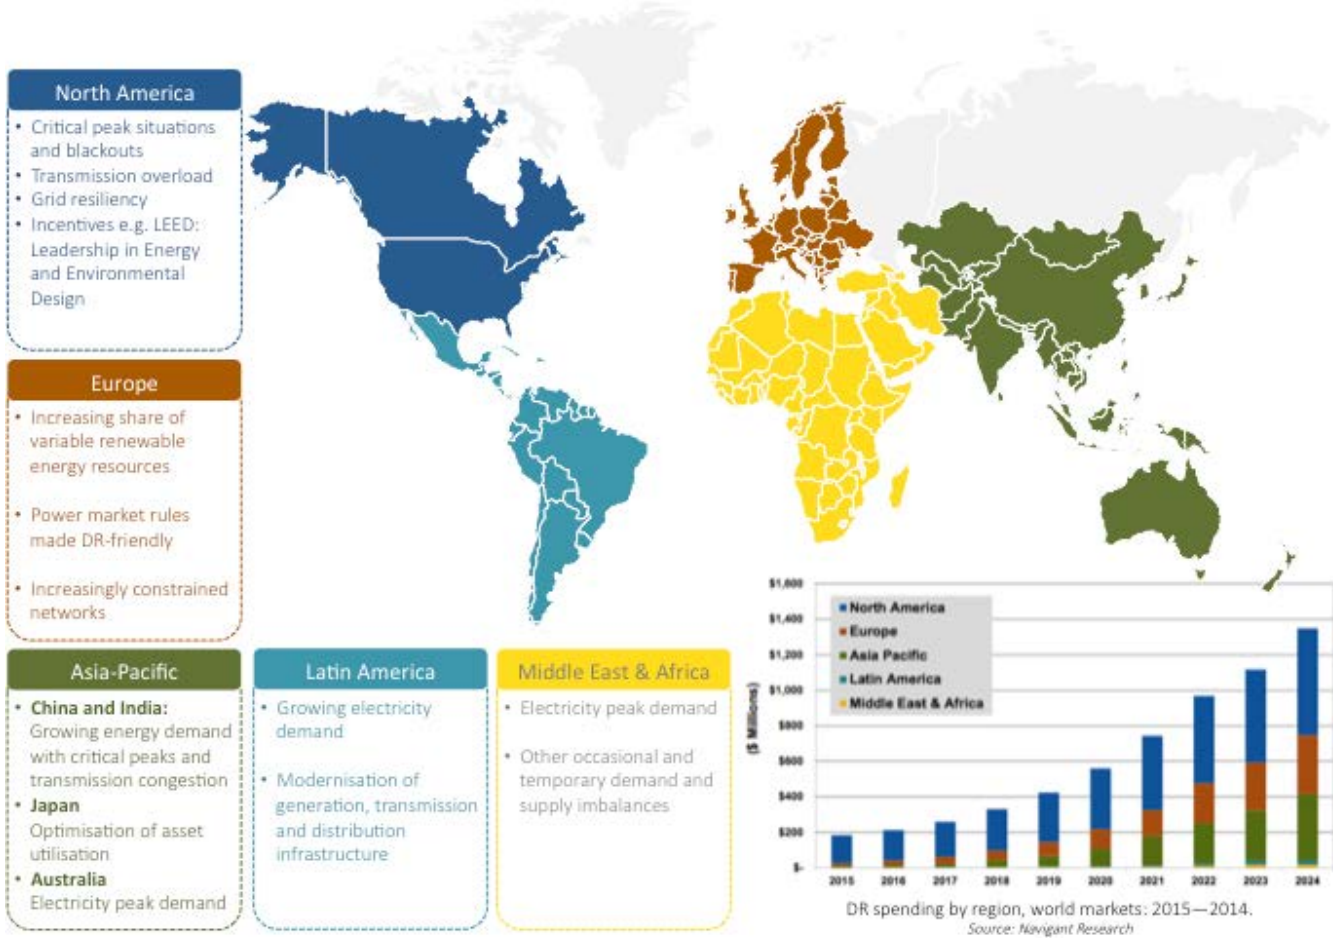 North America
• Critical peak situations
and blackouts
• Transmission overload
• Grid resiliency
• Incentives e.g. LEED:
Leadership in Energy
and Environmental
Design
Europe
• Increasing share of
variable renewable
energy resources
• Power market rules
made DR-friendly
• Increasingly constrained
networks
Asia-Pacific
• China and India:
Growing energy demand
with critical peaks and
transmission congestion
• Japan
Optimisation of asset
utilisation
• Australia
Electricity peak demand
Latin America
• Growing electricity
demand
• Modernisation of
generation, transmission
and distribution
infrastructure
Middle East & Africa
• Electricity peak demand
• Other occasional and
temporary demand and
supply imbalances
($ Millions)
$1,600
$1,400
$1,200
$1,000
$800
$600
$400
$200
$-
North America
Europe
Asia Pacific
Latin America
Middle East & Africa
2015 2016 2017 2018 2019 2020 2021 2022 2023 2024
DR spending by region, world markets: 2015—2014.
Source: Navigant Research